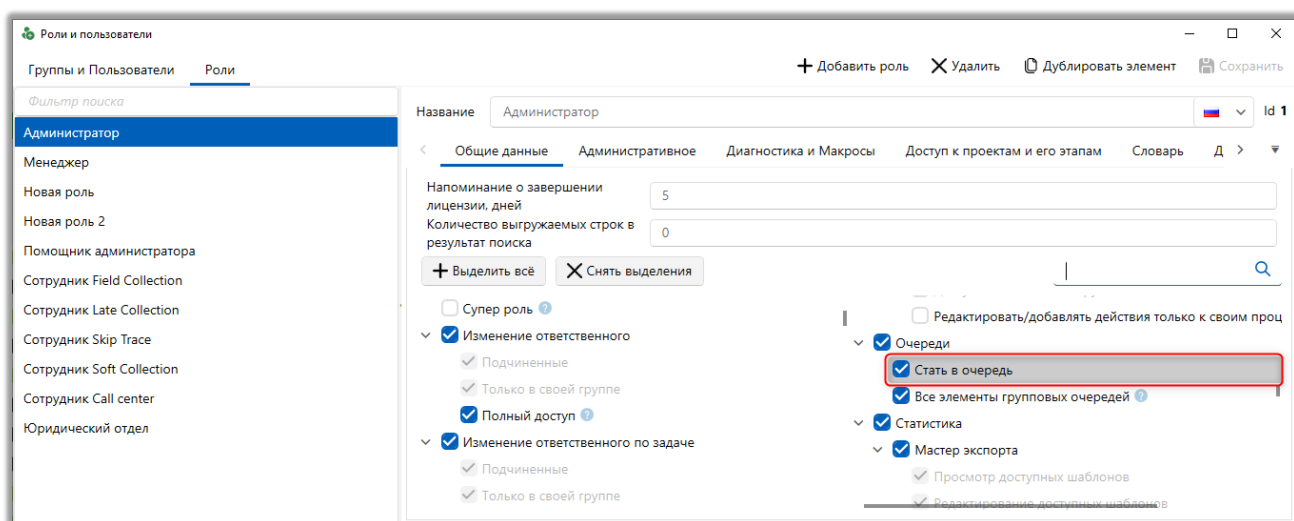 Роли и пользователи
Группы и Пользователи Роли
Добавить роль Удалить Дублировать элемент Сохранить
Фильтр поиска
Администратор
Менеджер
Новая роль
Новая роль 2
Помощник администратора
Сотрудник Field Collection
Сотрудник Late Collection
Сотрудник Skip Trace
Сотрудник Soft Collection
Сотрудник Call center
Юридический отдел
Название Администратор Id 1
Общие данные Административное Диагностика и Макросы Доступ к проектам и его этапам Словарь Д
Напоминание о завершении
лицензии, дней
5
Количество выгружаемых строк в
результат поиска
0
Выделить всё Снять выделения
Супер роль ?
Изменение ответственного
Подчиненные
Только в своей группе
Полный доступ ?
Изменение ответственного по задаче
Подчиненные
Только в своей группе
Редактировать/добавлять действия только к своим проц
Очереди
Стать в очередь
Все элементы групповых очередей ?
Статистика
Мастер экспорта
Просмотр доступных шаблонов
Редактирование доступных шаблонов